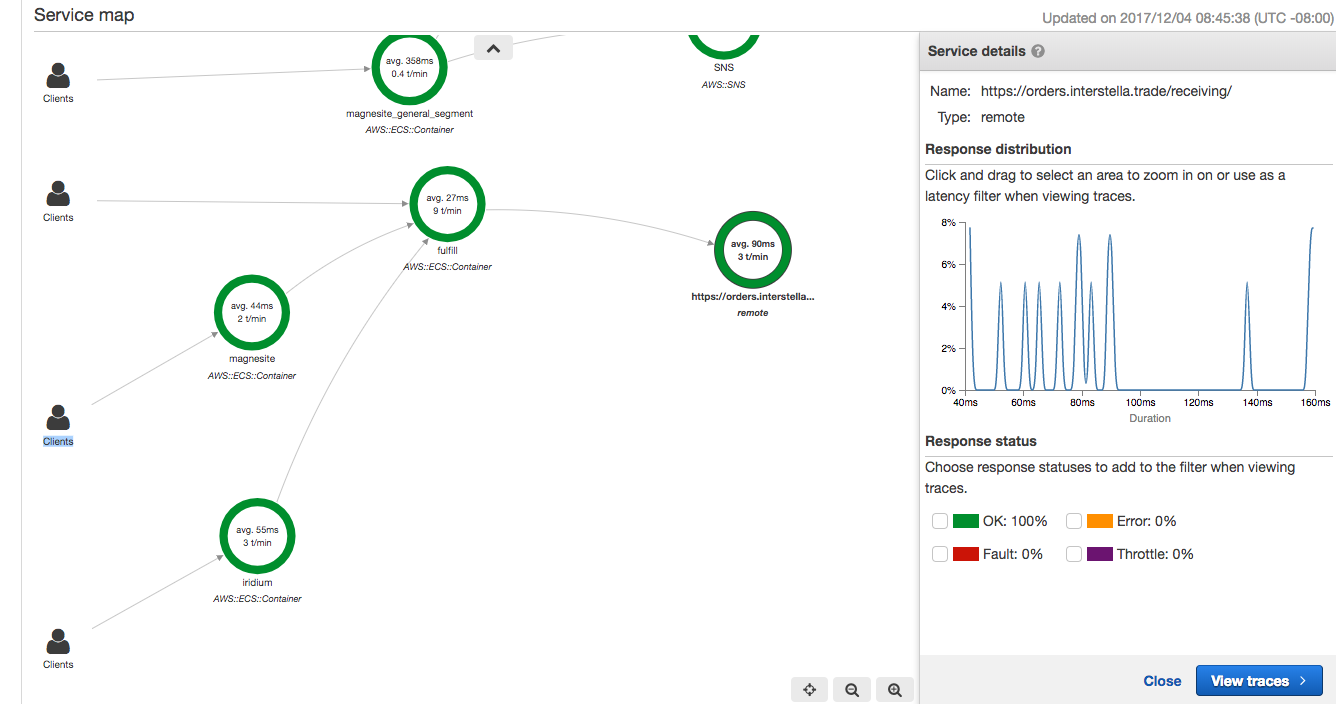 Service map
Updated on 2017/12/04 08:45:38 (UTC -08:00)
Clients
avg. 358ms
0.4 t/min
magnesite_general_segment
AWS::ECS::Container
SNS
AWS::SNS
Clients
avg. 27ms
9 t/min
fulfill
AWS::ECS::Container
avg. 90ms
3 t/min
https://orders.interstella...
remote
avg. 44ms
2 t/min
magnesite
AWS::ECS::Container
Clients
avg. 55ms
3 t/min
iridium
AWS::ECS::Container
Clients
Service details ?
Name: https://orders.interstella.trade/receiving/
Type: remote
Response distribution
Click and drag to select an area to zoom in on or use as a
latency filter when viewing traces.
8%
6%
4%
2%
0%
40ms 60ms 80ms 100ms 120ms 140ms 160ms
Duration
Response status
Choose response statuses to add to the filter when viewing
traces.
OK: 100% Error: 0%
Fault: 0% Throttle: 0%
Close View traces